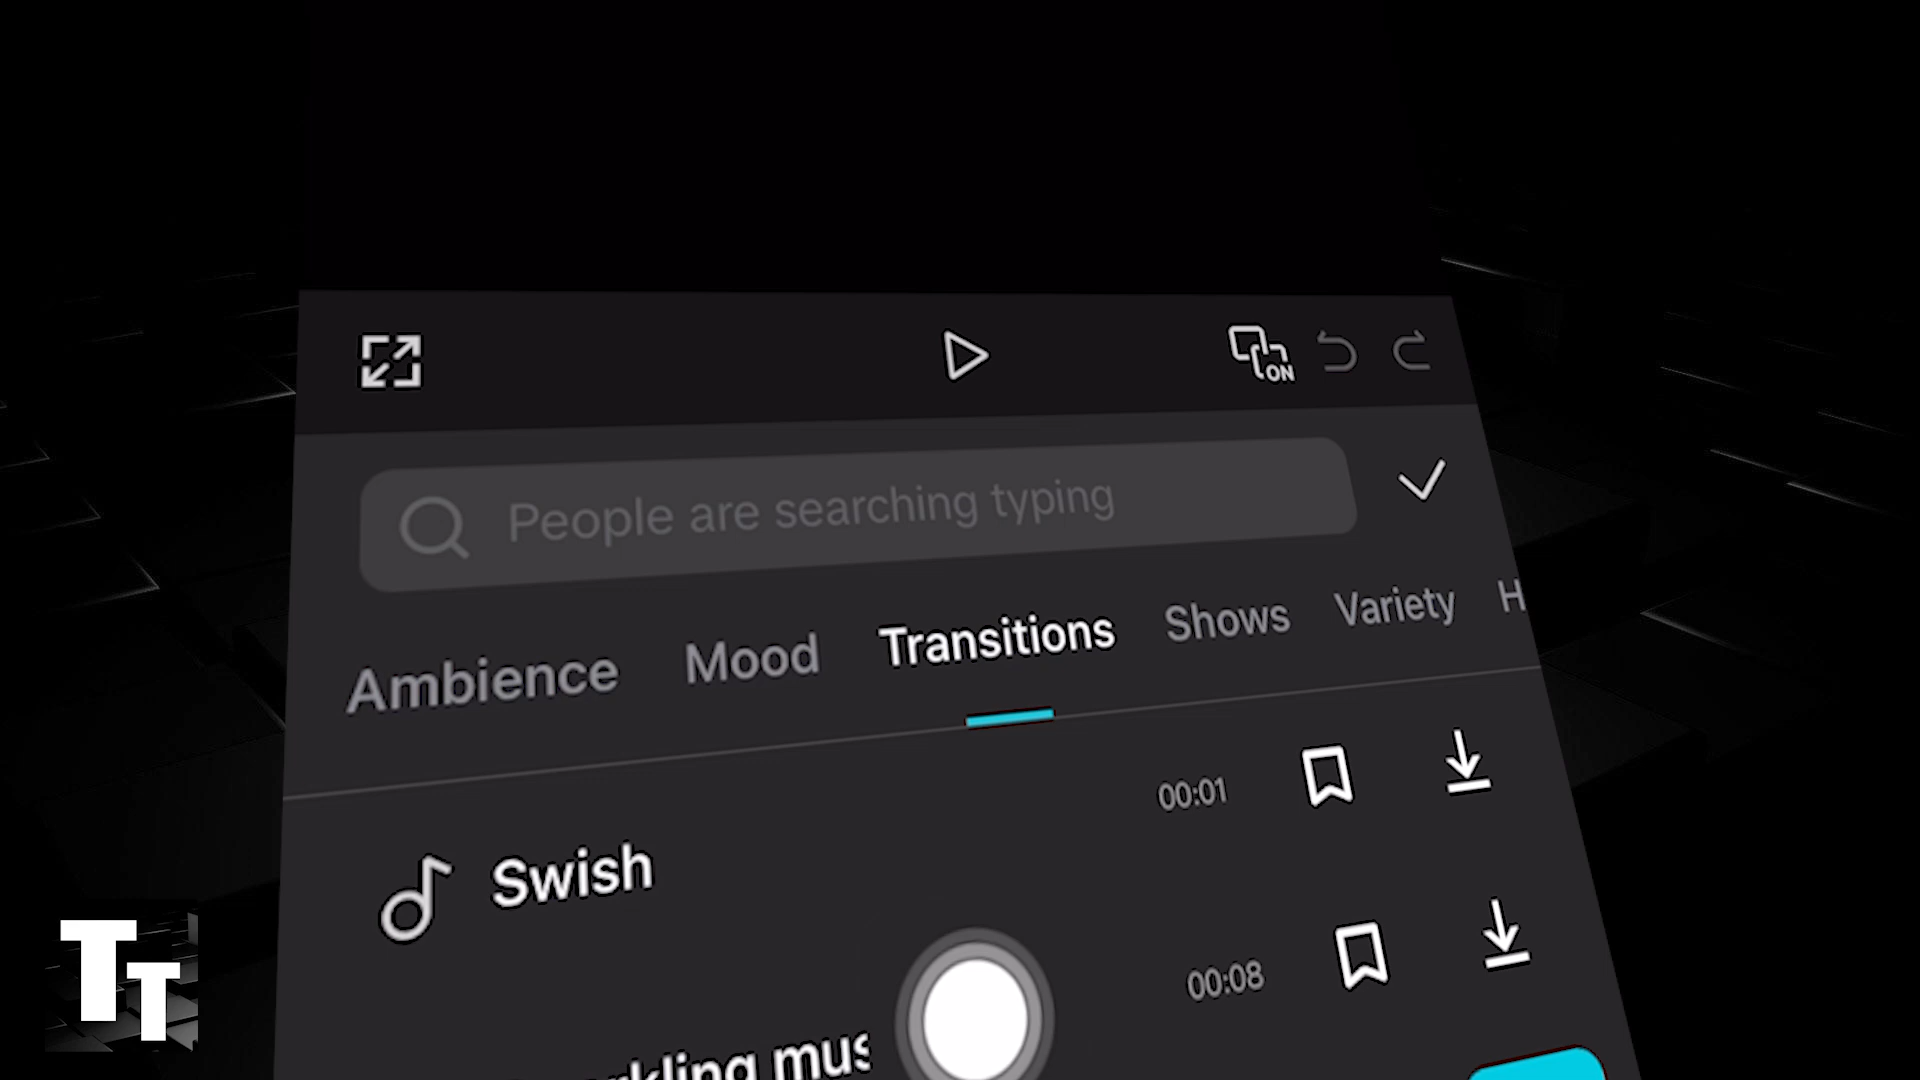 ON
People are searching typing
Ambience Mood Transitions Shows Variety
00:01
Swish
00:08
TT